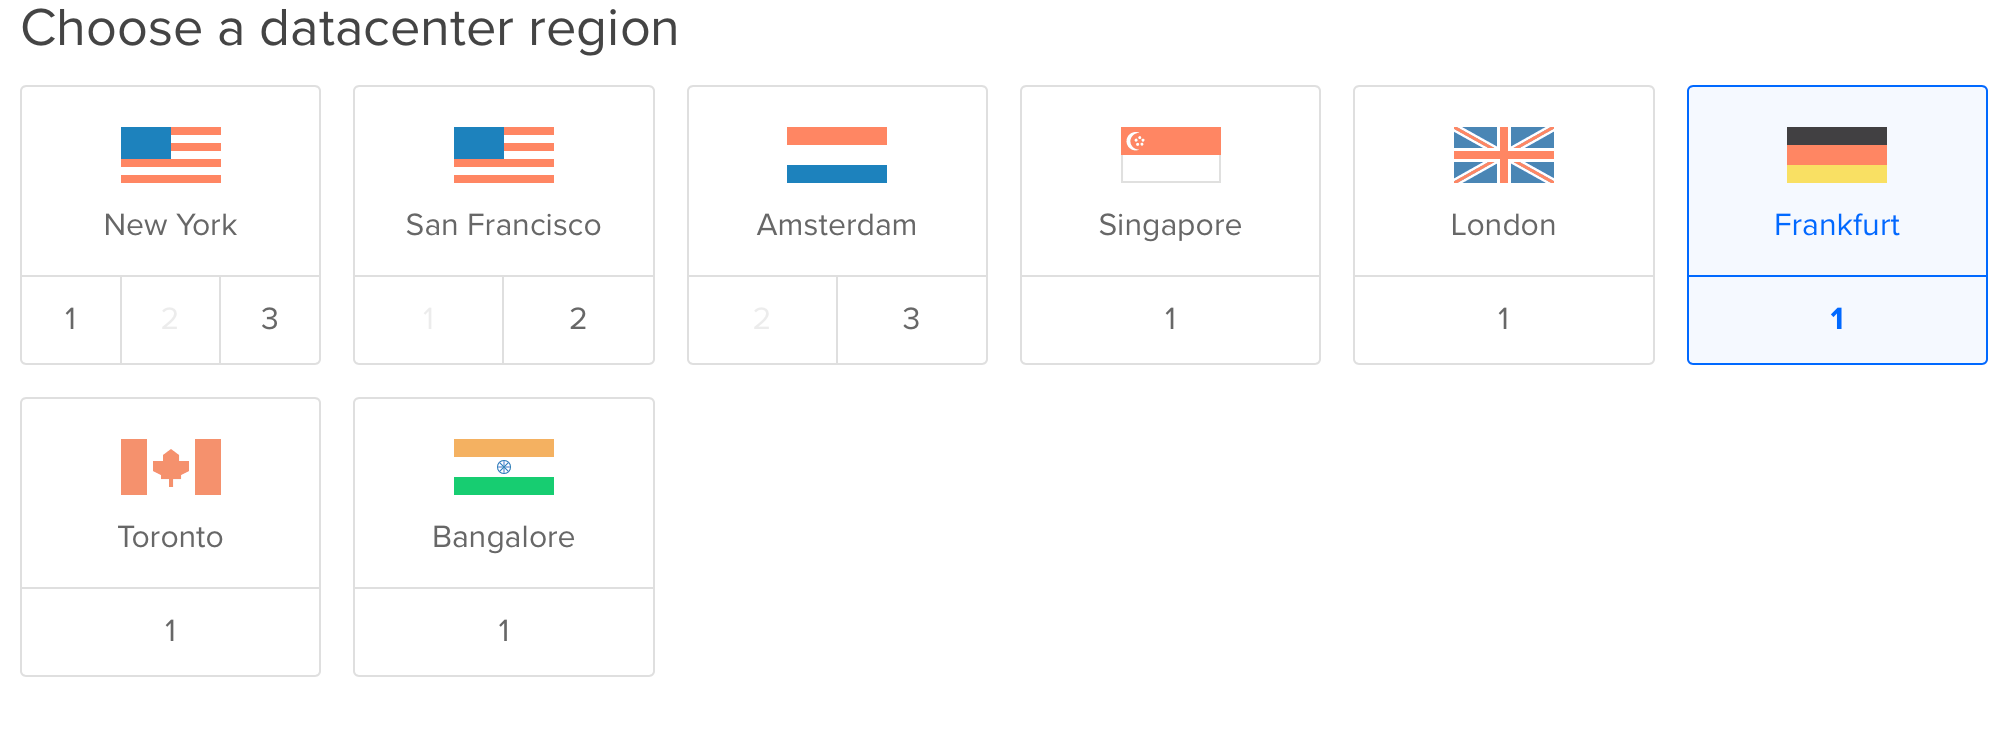 Choose a datacenter region
New York
San Francisco
Amsterdam
Singapore
London
Frankfurt
1 2 3
1 2
2 3
1
1
1
Toronto
Bangalore
1
1